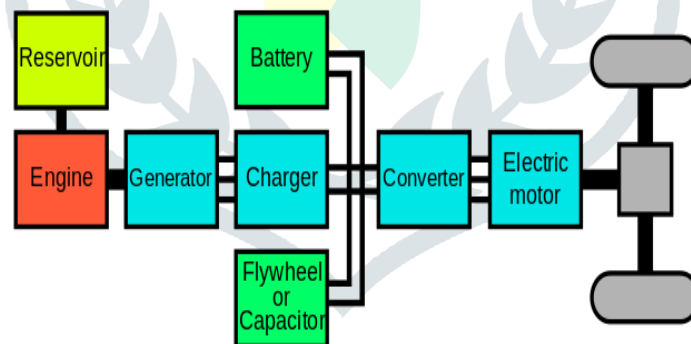 Reservoir
Battery
Engine
Generator
Charger
Converter
Electric
motor
Flywheel
or
Capacitor